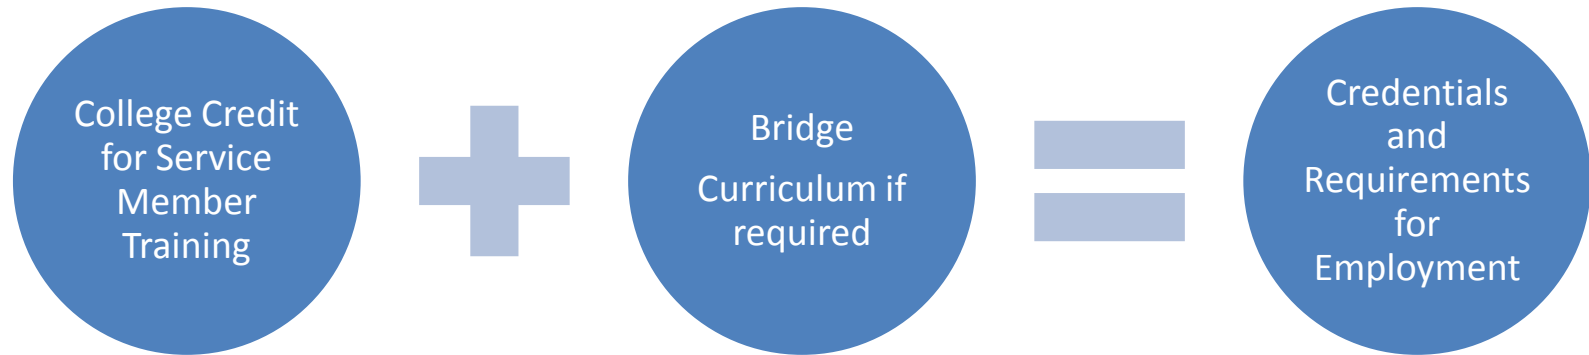 College Credit
for Service
Member
Training
Bridge
Curriculum if
required
Credentials
and
Requirements
for
Employment